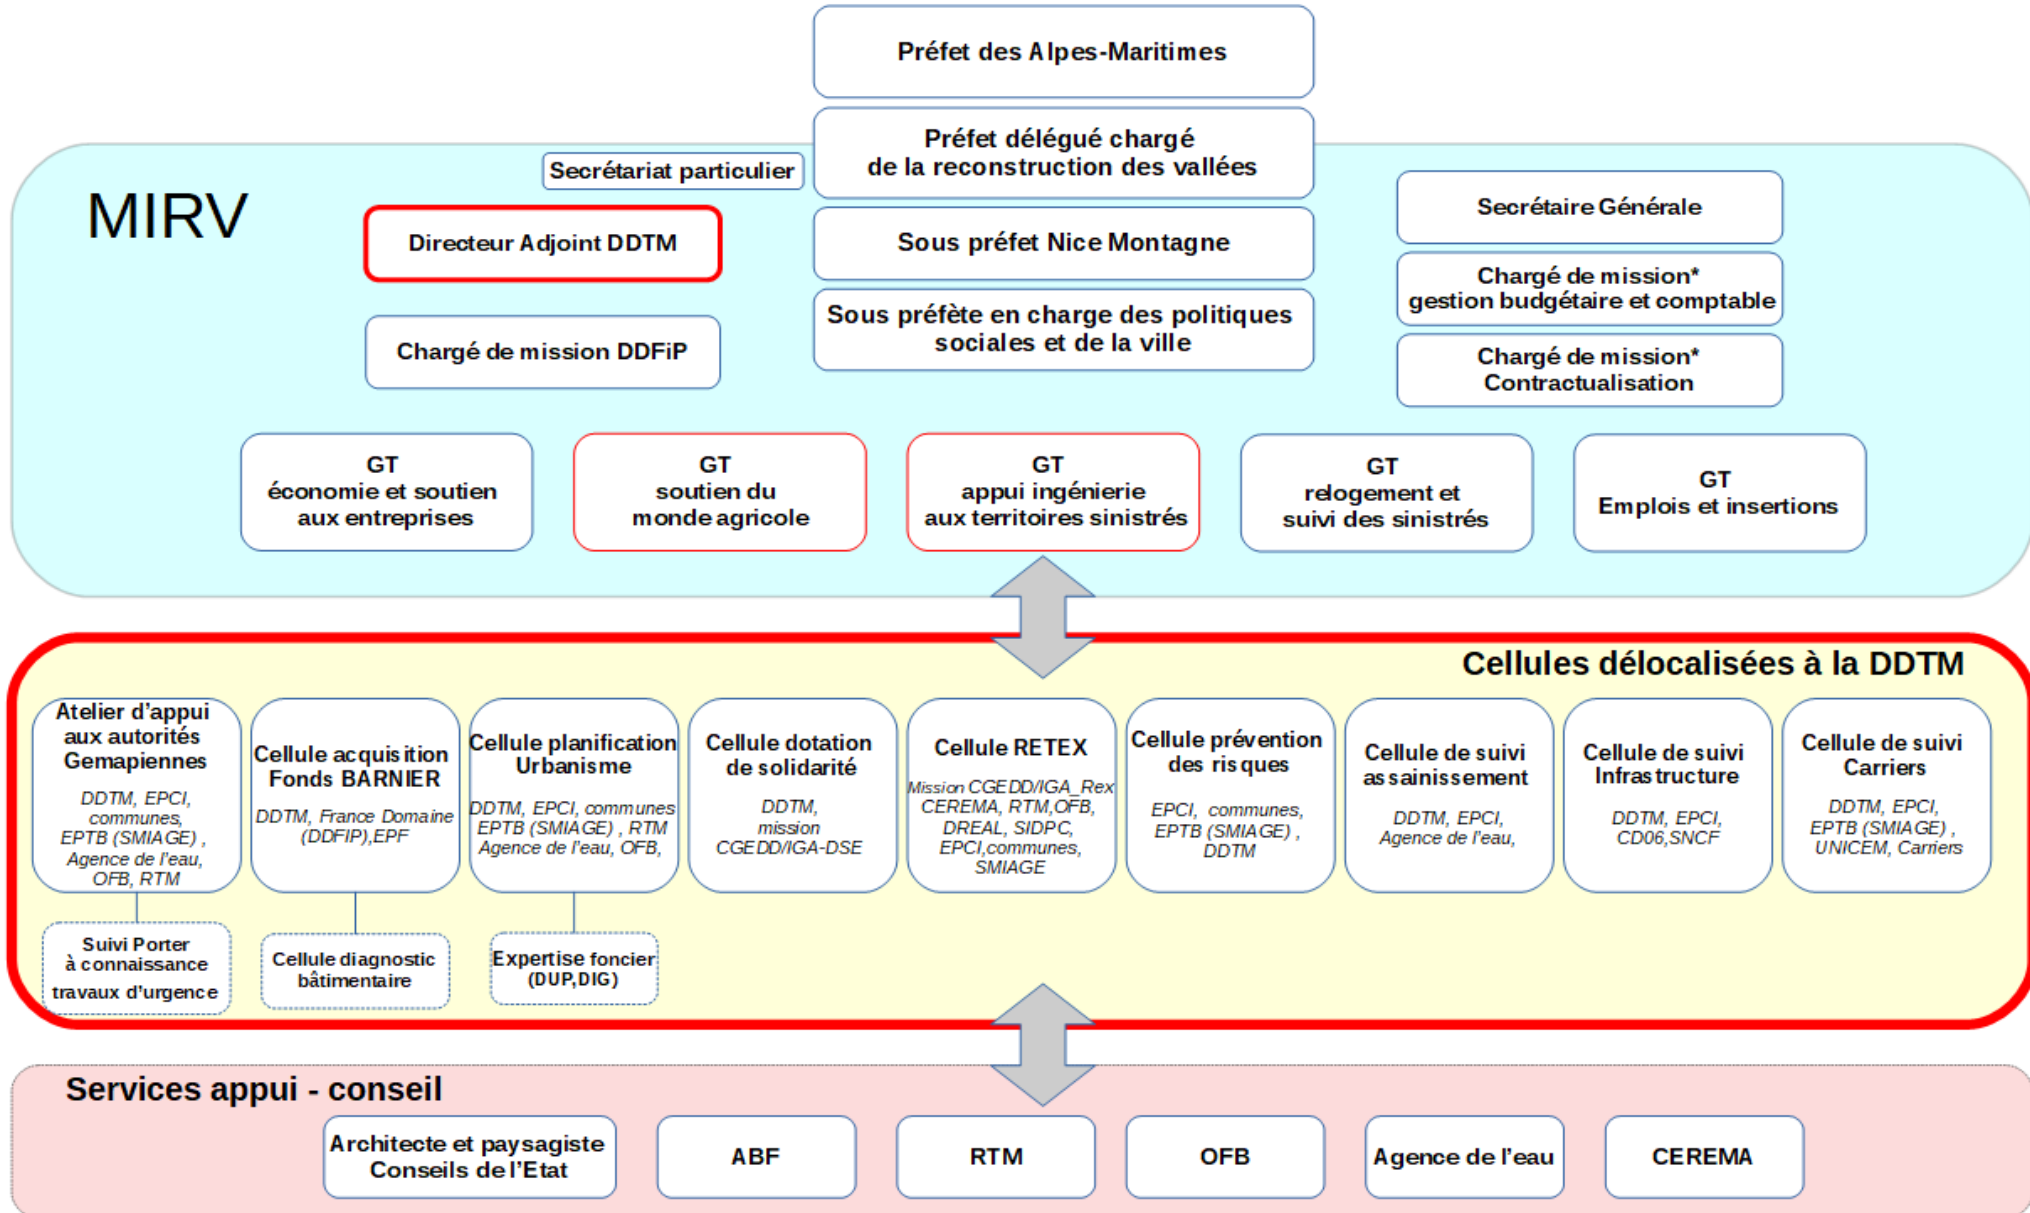 Préfet des Alpes-Maritimes
Préfet délégué chargé
de la reconstruction des vallées
Secrétariat particulier
MIRV
Directeur Adjoint DDTM
Sous préfet Nice Montagne
Secrétaire Générale
Chargé de mission*
gestion budgétaire et comptable
Chargé de mission DDFiP
Sous préfète en charge des politiques
sociales et de la ville
Chargé de mission*
Contractualisation
GT
économie et soutien
aux entreprises
GT
soutien du
monde agricole
GT
appui ingénierie
aux territoires sinistrés
GT
relogement et
suivi des sinistrés
GT
Emplois et insertions
Cellules délocalisées à la DDTM
Atelier d'appui
aux autorités
Gemapiennes
DDTM, EPCI,
communes,
EPTB (SMIAGE) ,
Agence de l'eau,
OFB, RTM
Cellule acquisition
Fonds BARNIER
DDTM, France Domaine
(DDFIP),EPF
Cellule planification
Urbanisme
DDTM, EPCI, communes
EPTB (SMIAGE) , RTM
Agence de l'eau, OFB,
Cellule dotation
de solidarité
DDTM,
mission
CGEDD/IGA-DSE
Cellule RETEX
Mission CGEDD/IGA_Rex
CEREMA, RTM,OFB,
DREAL, SIDPC,
EPCI,communes,
SMIAGE
Cellule prévention
des risques
EPCI, communes,
EPTB (SMIAGE) ,
DDTM
Cellule de suivi
assainissement
DDTM, EPCI,
Agence de l'eau,
Cellule de suivi
Infrastructure
DDTM, EPCI,
CD06,SNCF
Cellule de suivi
Carriers
DDTM, EPCI,
EPTB (SMIAGE) ,
UNICEM, Carriers
Suivi Porter
à connaissance
travaux d'urgence
Cellule diagnostic
bâtimentaire
Expertise foncier
(DUP,DIG)
Services appui - conseil
Architecte et paysagiste
Conseils de l'Etat
ABF
RTM
OFB
Agence de l'eau
CEREMA